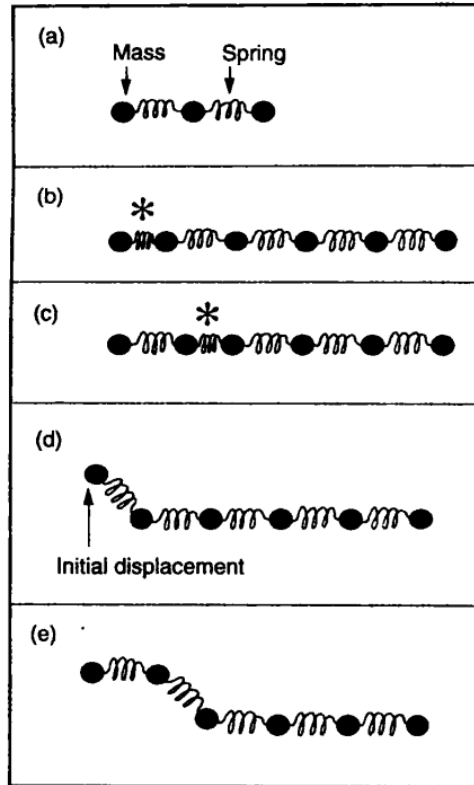 (a)
Mass Spring
(b)
*
(c)
*
(d)
Initial displacement
(e)